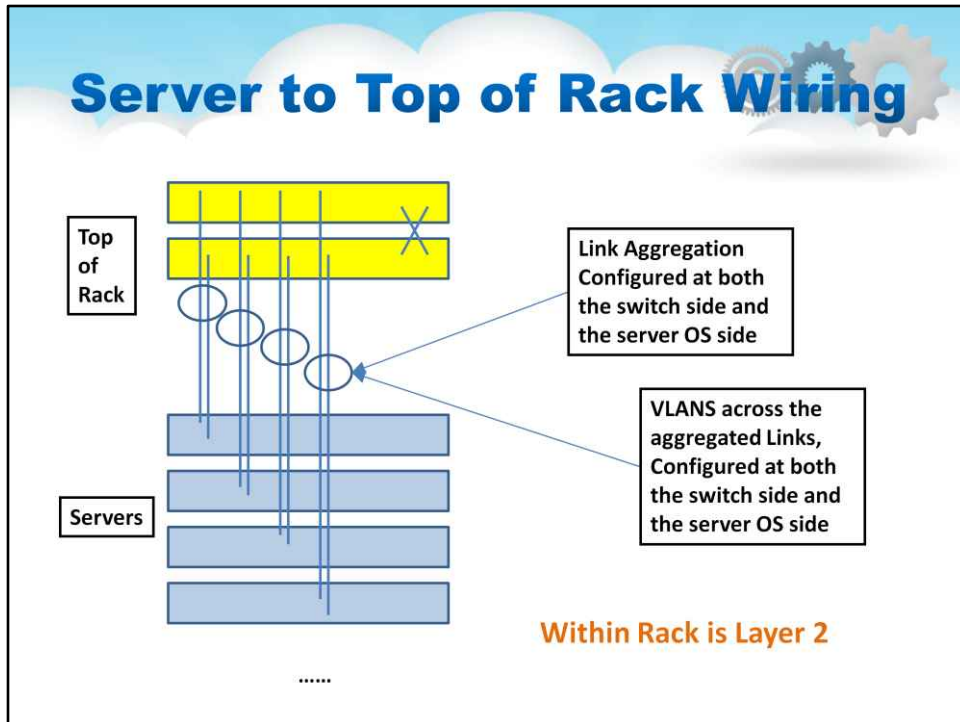 Server to Top of Rack Wiring
Top
of
Rack
Link Aggregation
Configured at both
the switch side and
the server OS side
VLANS across the
aggregated Links,
Configured at both
the switch side and
the server OS side
Servers
Within Rack is Layer 2
......